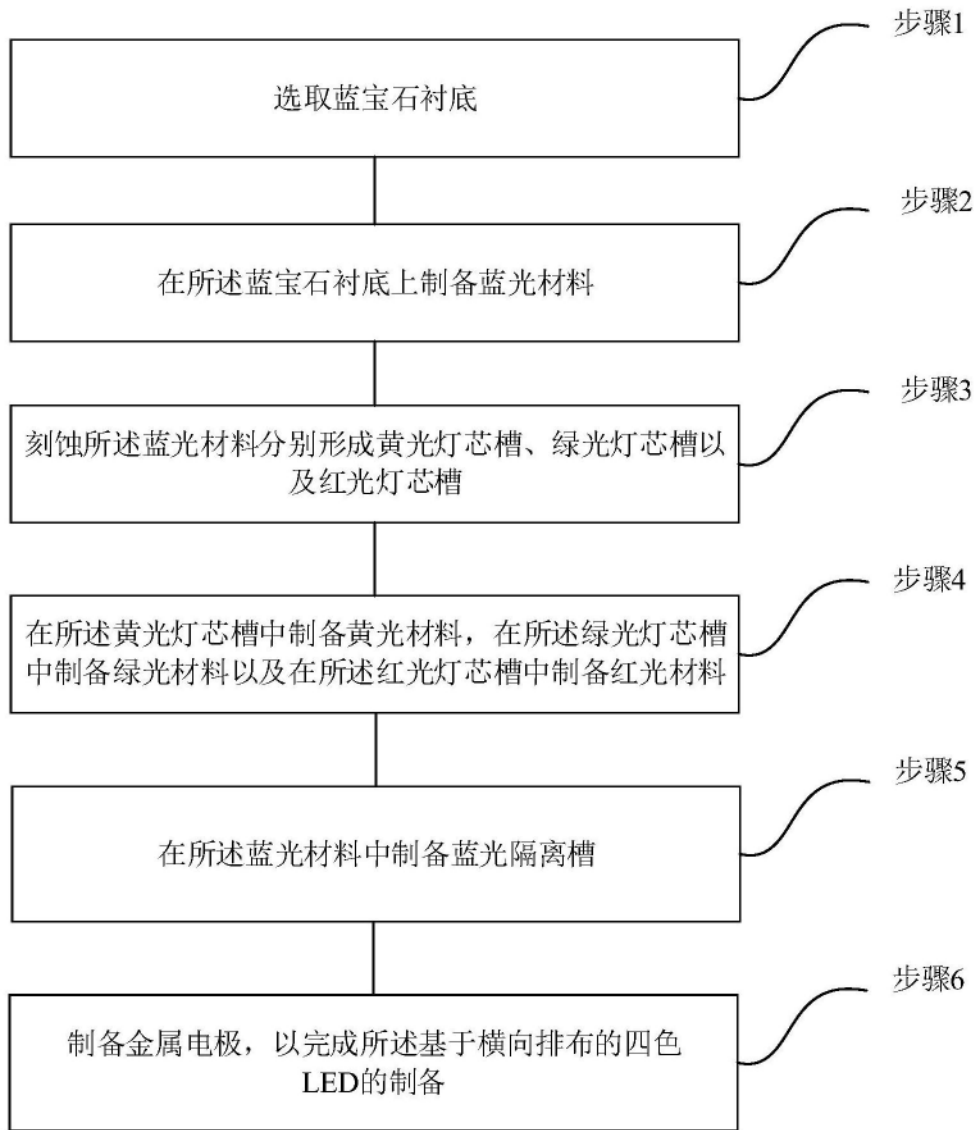 步骤1
选取蓝宝石衬底
步骤2
在所述蓝宝石衬底上制备蓝光材料
步骤3
刻蚀所述蓝光材料分别形成黄光灯芯槽、绿光灯芯槽以
及红光灯芯槽
步骤4
在所述黄光灯芯槽中制备黄光材料，在所述绿光灯芯槽
中制备绿光材料以及在所述红光灯芯槽中制备红光材料
步骤5
在所述蓝光材料中制备蓝光隔离槽
步骤6
制备金属电极，以完成所述基于横向排布的四色
LED的制备